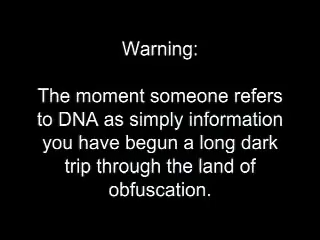 Warning:
The moment someone refers
to DNA as simply information
you have begun a long dark
trip through the land of
obfuscation.